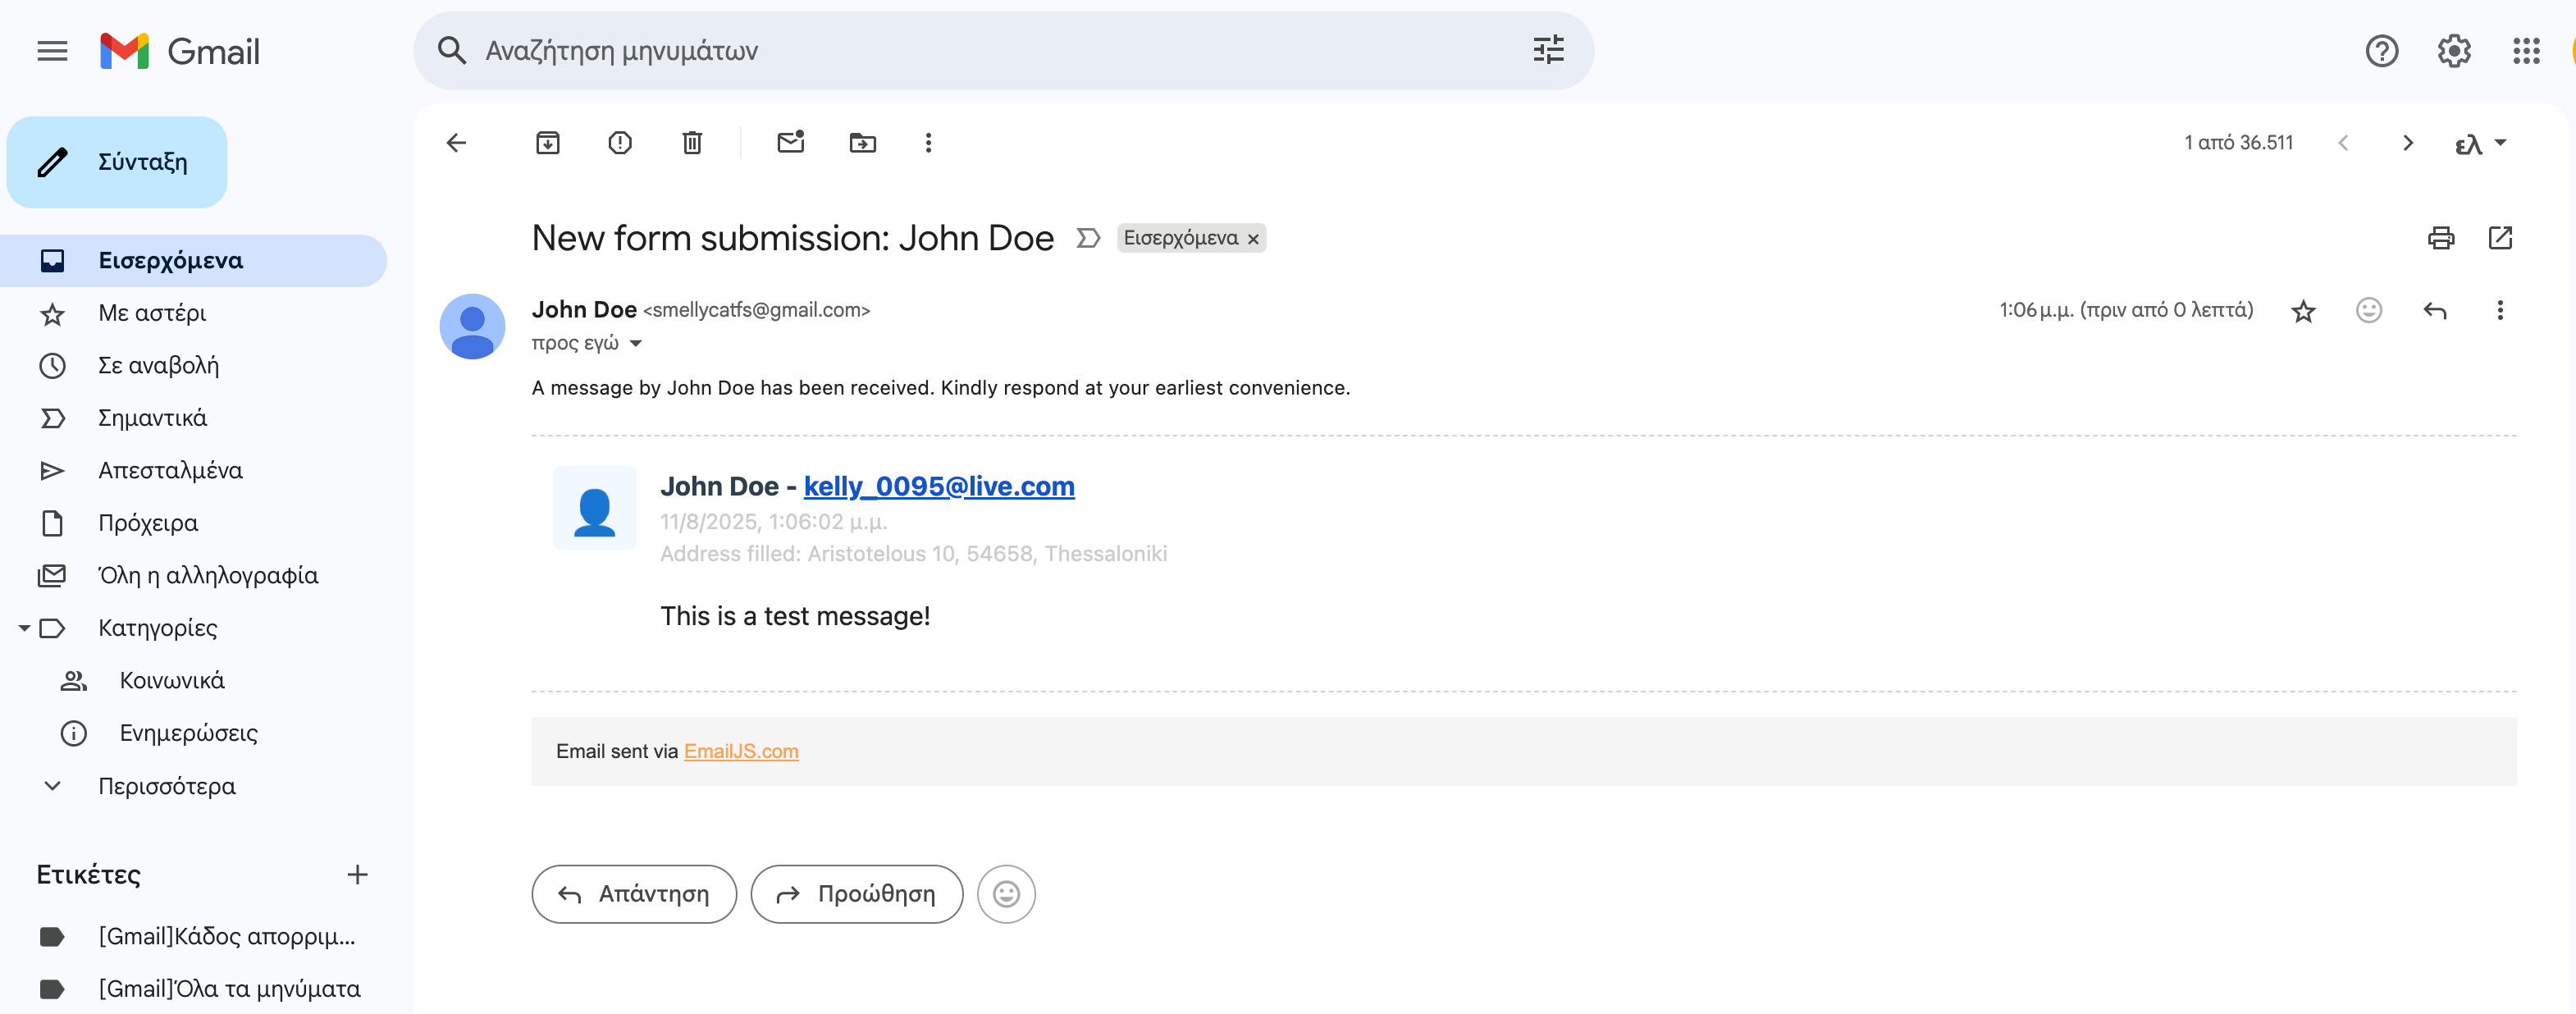 Gmail
Αναζήτηση μηνυμάτων
Σύνταξη
1 από 36.511
ελ
Εισερχόμενα
Με αστέρι
Σε αναβολή
Σημαντικά
Απεσταλμένα
Πρόχειρα
Όλη η αλληλογραφία
Κατηγορίες
Κοινωνικά
Ενημερώσεις
Περισσότερα
Ετικέτες
[Gmail]Κάδος απορριμ...
[Gmail]Όλα τα μηνύματα
New form submission: John Doe Εισερχόμενα
John Doe <smellycatfs@gmail.com> 1:06 μ.μ. (πριν από 0 λεπτά)
προς εγώ
A message by John Doe has been received. Kindly respond at your earliest convenience.
John Doe - kelly_0095@live.com
11/8/2025, 1:06:02 μ.μ.
Address filled: Aristotelous 10, 54658, Thessaloniki
This is a test message!
Email sent via EmailJS.com
Απάντηση
Προώθηση